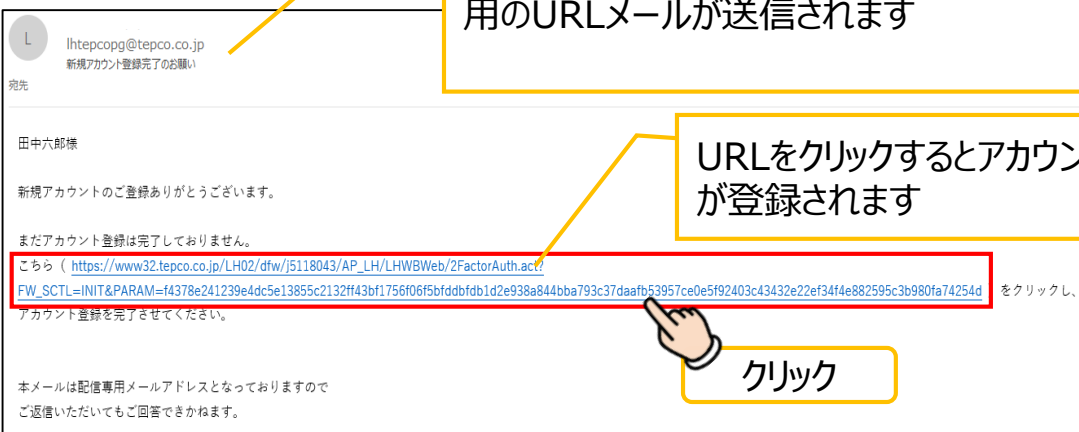 用のURLメールが送信されます
L
lhtepcopg@tepco.co.jp
新規アカウント登録完了のお願い
宛先
田中六郎様
新規アカウントのご登録ありがとうございます。
URLをクリックするとアカウン
が登録されます
まだアカウント登録は完了しておりません。
こちら（ https://www32.tepco.co.jp/LH02/dfw/j5118043/AP_LH/LHWBWeb/2FactorAuth.act?
FW_SCTL=INIT&PARAM=f4378e241239e4dc5e13855c2132ff43bf1756f06f5bfddbfdb1d2e938a844bba793c37daafb53957ce0e5f92403c43432e22ef34f4e882595c3b980fa74254d をクリックし、
アカウント登録を完了させてください。
クリック
本メールは配信専用メールアドレスとなっておりますので
ご返信いただいてもご回答できかねます。